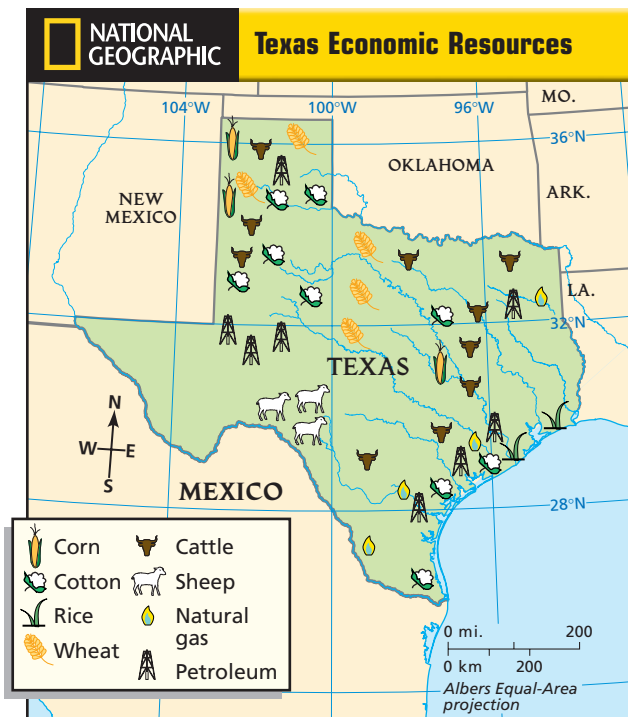 NATIONAL
GEOGRAPHIC
Texas Economic Resources
104°W
100°W
96°W
MO.
36°N
OKLAHOMA
ARK.
NEW
MEXICO
LA.
32°N
TEXAS
N
W
E
S
MEXICO
28°N
Corn
Cattle
Cotton
Sheep
Rice
Natural
gas
Wheat
Petroleum
0 mi.
200
0 km
200
Albers Equal-Area
projection